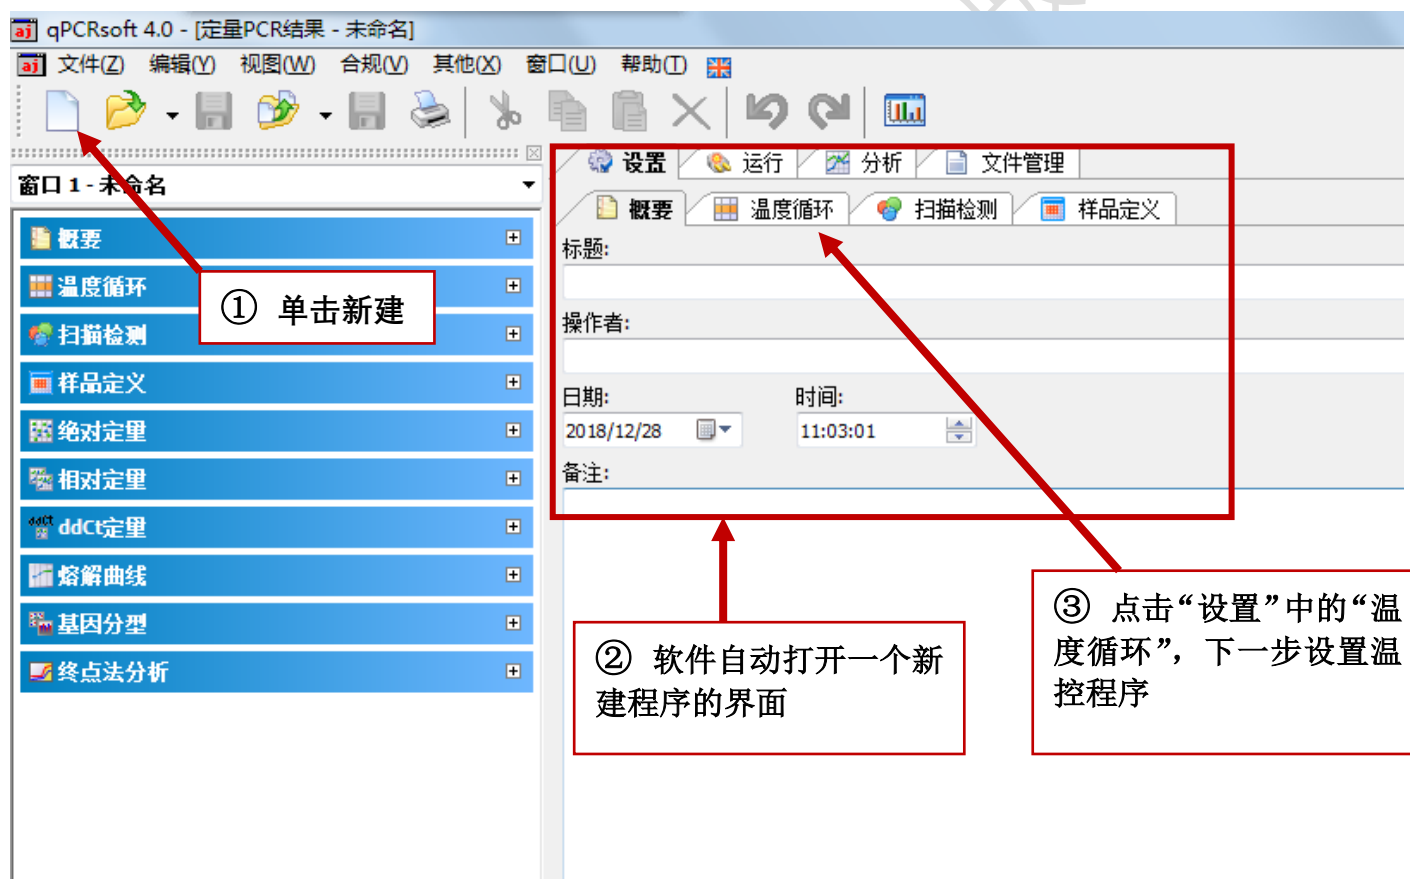 qPCRsoft 4.0 - [定量PCR结果 - 未命名]
文件(Z) 编辑(Y) 视图(W) 合规(V) 其他(X) 窗口(U) 帮助(T)
窗口 1 - 未命名
概要
温度循环
扫描检测
样品定义
绝对定量
相对定量
ddCt定量
熔解曲线
基因分型
终点法分析
① 单击新建
设置 运行 分析 文件管理
概要 温度循环 扫描检测 样品定义
标题:
操作者:
日期: 时间:
2018/12/28 11:03:01
备注:
② 软件自动打开一个新
建程序的界面
③ 点击“设置”中的“温
度循环”，下一步设置温
控程序